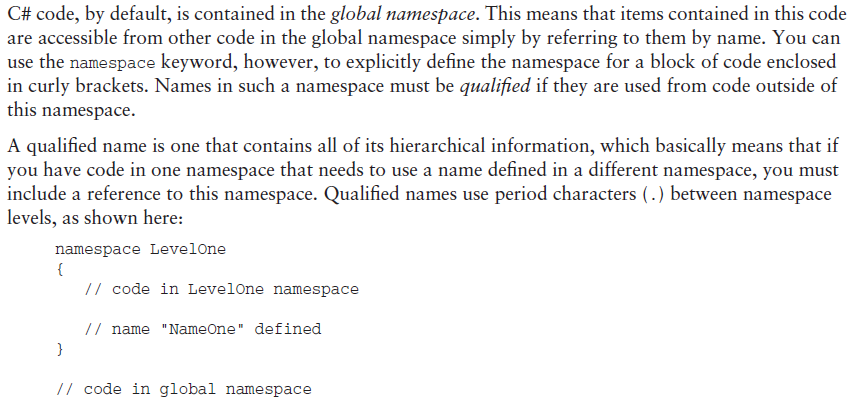 C# code, by default, is contained in the global namespace. This means that items contained in this code
are accessible from other code in the global namespace simply by referring to them by name. You can
use the namespace keyword, however, to explicitly define the namespace for a block of code enclosed
in curly brackets. Names in such a namespace must be qualified if they are used from code outside of
this namespace.
A qualified name is one that contains all of its hierarchical information, which basically means that if
you have code in one namespace that needs to use a name defined in a different namespace, you must
include a reference to this namespace. Qualified names use period characters (.) between namespace
levels, as shown here:
namespace LevelOne
{
// code in LevelOne namespace
// name "NameOne" defined
}
// code in global namespace